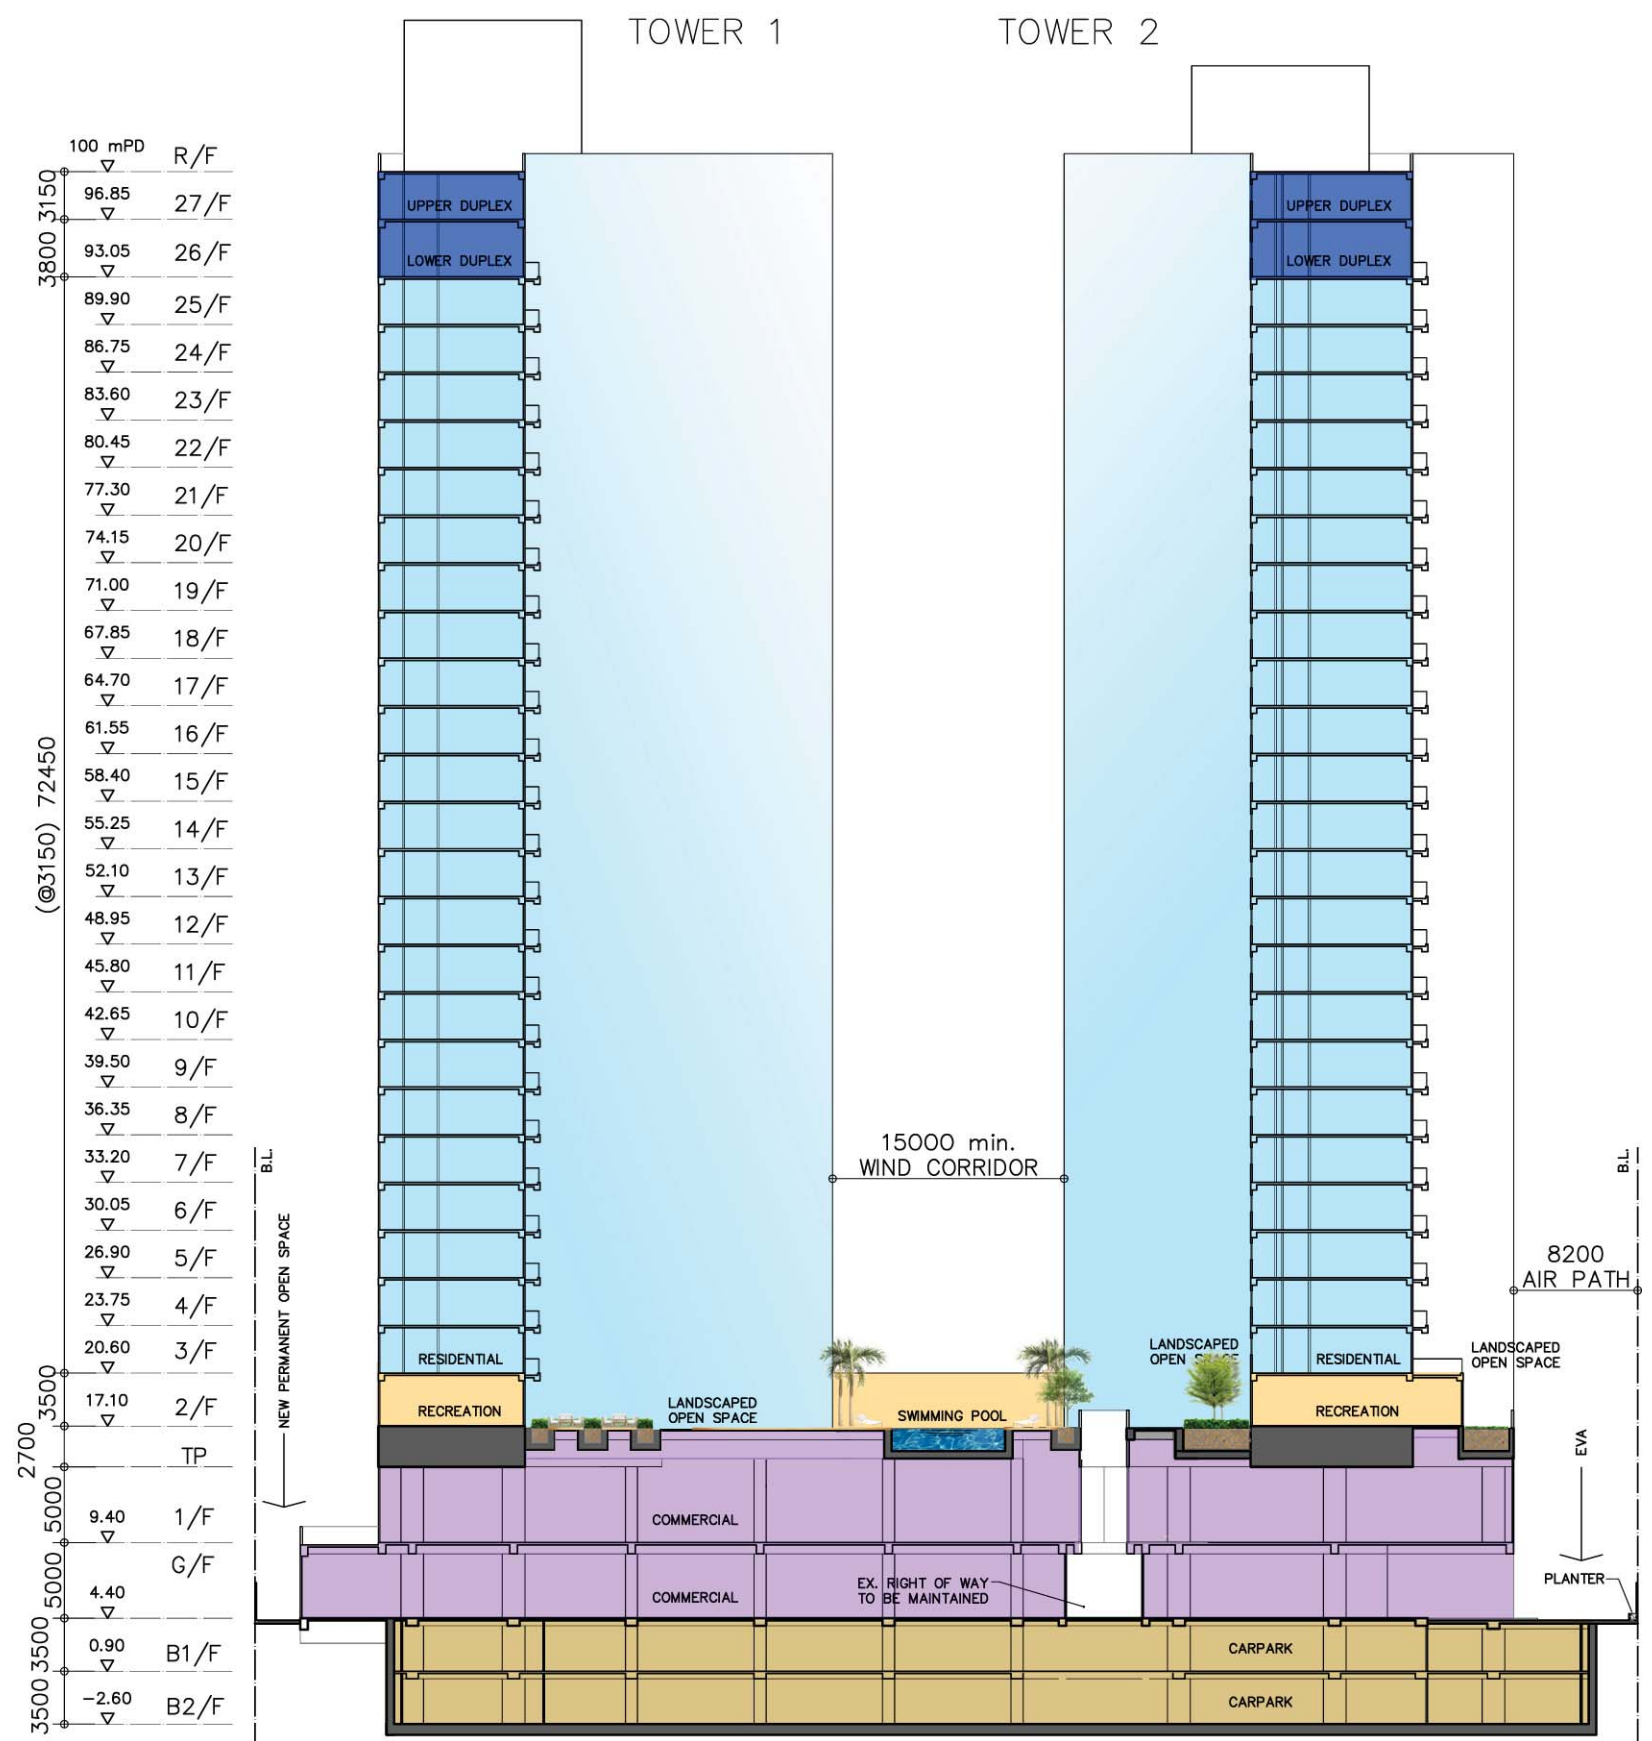 TOWER 1
TOWER 2
100 mPD R/F
96.85 27/F
93.05 26/F
89.90 25/F
86.75 24/F
83.60 23/F
80.45 22/F
77.30 21/F
74.15 20/F
71.00 19/F
67.85 18/F
64.70 17/F
61.55 16/F
58.40 15/F
55.25 14/F
52.10 13/F
48.95 12/F
45.80 11/F
42.65 10/F
39.50 9/F
36.35 8/F
33.20 7/F
30.05 6/F
26.90 5/F
23.75 4/F
20.60 3/F
17.10 2/F
TP
9.40 1/F
G/F
4.40
0.90 B1/F
-2.60 B2/F
3150
3800
(@3150) 72450
3500
2700
5000
5000
3500
3500
B.L.
NEW PERMANENT OPEN SPACE
UPPER DUPLEX
LOWER DUPLEX
RESIDENTIAL
RECREATION
LANDSCAPED
OPEN SPACE
15000 min.
WIND CORRIDOR
SWIMMING POOL
LANDSCAPED
OPEN SPACE
UPPER DUPLEX
LOWER DUPLEX
RESIDENTIAL
RECREATION
LANDSCAPED
OPEN SPACE
8200
AIR PATH
B.L.
EVA
PLANTER
COMMERCIAL
COMMERCIAL
EX. RIGHT OF WAY
TO BE MAINTAINED
CARPARK
CARPARK